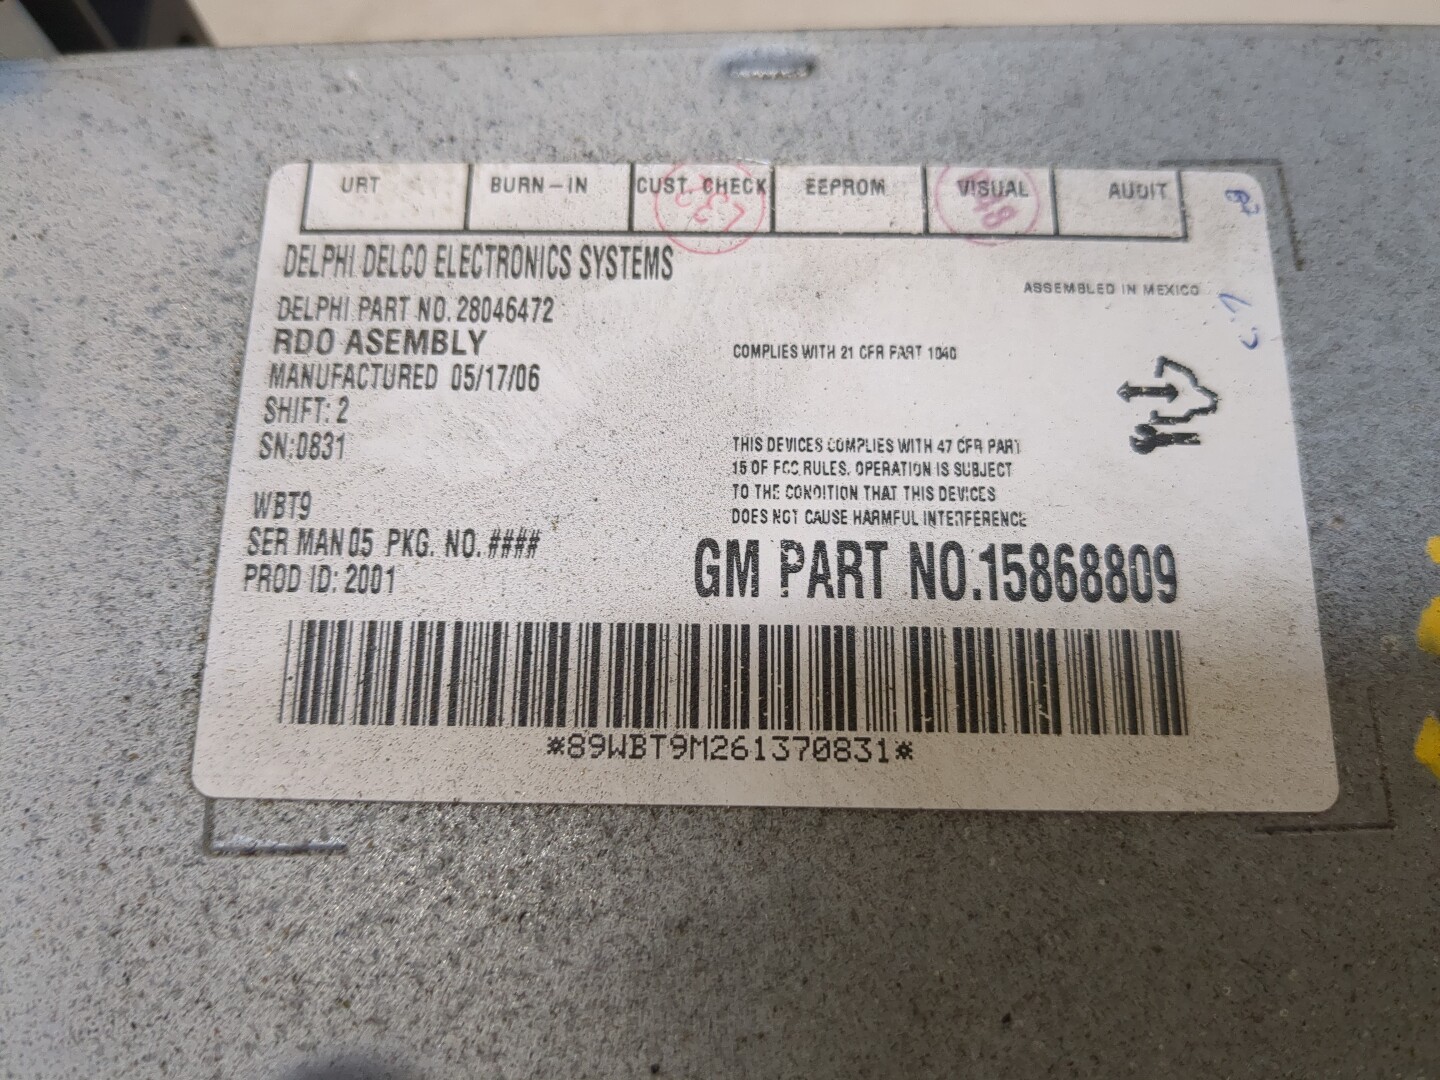 URT BURN-IN CUST CHECK EEPROM VISUAL AUDIT
DELPHI DELCO ELECTRONICS SYSTEMS
ASSEMBLED IN MEXICO
DELPHI PART NO. 28046472
RDO ASEMBLY
COMPLIES WITH 21 CFR PART 1040
MANUFACTURED 05/17/06
SHIFT: 2
SN:0831
THIS DEVICES COMPLIES WITH 47 CFR PART
15 OF FCC RULES. OPERATION IS SUBJECT
TO THE CONDITION THAT THIS DEVICES
DOES NOT CAUSE HARMFUL INTERFERENCE
WBT9
SER MAN 05 PKG. NO. ####
PROD ID: 2001
GM PART NO.15868809
*89WBT9M261370831*